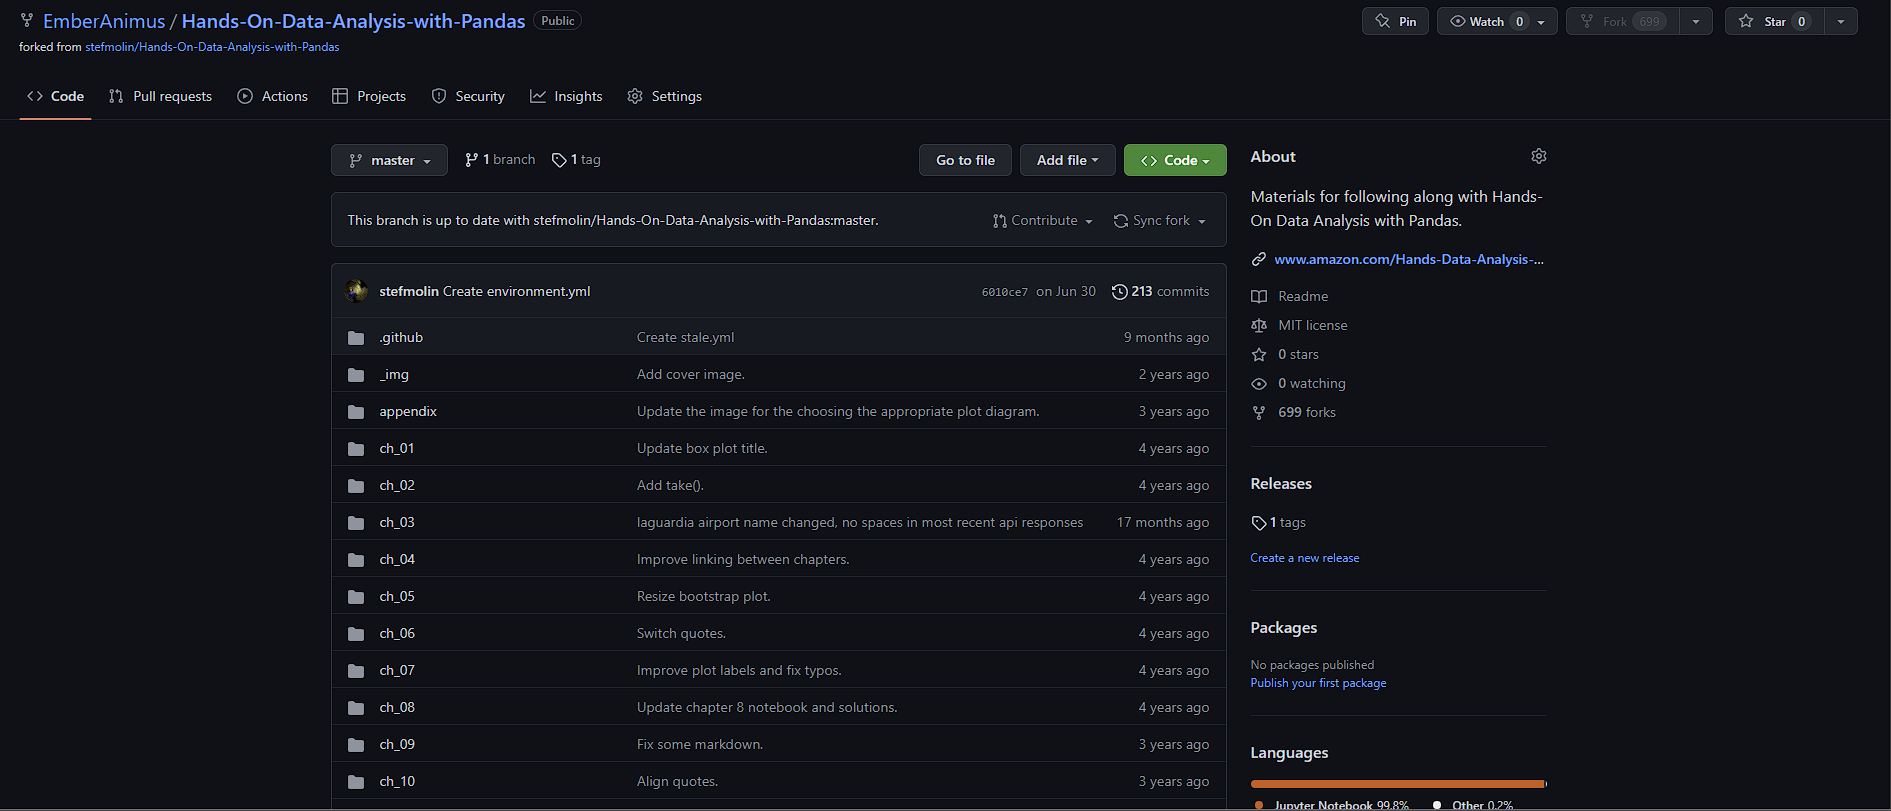 EmberAnimus / Hands-On-Data-Analysis-with-Pandas Public
Pin Watch 0 Fork 699 Star 0
forked from stefmolin/Hands-On-Data-Analysis-with-Pandas
Code Pull requests Actions Projects Security Insights Settings
master 1 branch 1 tag Go to file Add file Code
This branch is up to date with stefmolin/Hands-On-Data-Analysis-with-Pandas:master. Contribute Sync fork
stefmolin Create environment.yml 6010ce7 on Jun 30 213 commits
.github Create stale.yml 9 months ago
_img Add cover image. 2 years ago
appendix Update the image for the choosing the appropriate plot diagram. 3 years ago
ch_01 Update box plot title. 4 years ago
ch_02 Add take(). 4 years ago
ch_03 laguardia airport name changed, no spaces in most recent api responses 17 months ago
ch_04 Improve linking between chapters. 4 years ago
ch_05 Resize bootstrap plot. 4 years ago
ch_06 Switch quotes. 4 years ago
ch_07 Improve plot labels and fix typos. 4 years ago
ch_08 Update chapter 8 notebook and solutions. 4 years ago
ch_09 Fix some markdown. 3 years ago
ch_10 Align quotes. 3 years ago
About
Materials for following along with Hands-
On Data Analysis with Pandas.
www.amazon.com/Hands-Data-Analysis-...
Readme
MIT license
0 stars
0 watching
699 forks
Releases
1 tags
Create a new release
Packages
No packages published
Publish your first package
Languages
Jupyter Notebook 99.8% Other 0.2%